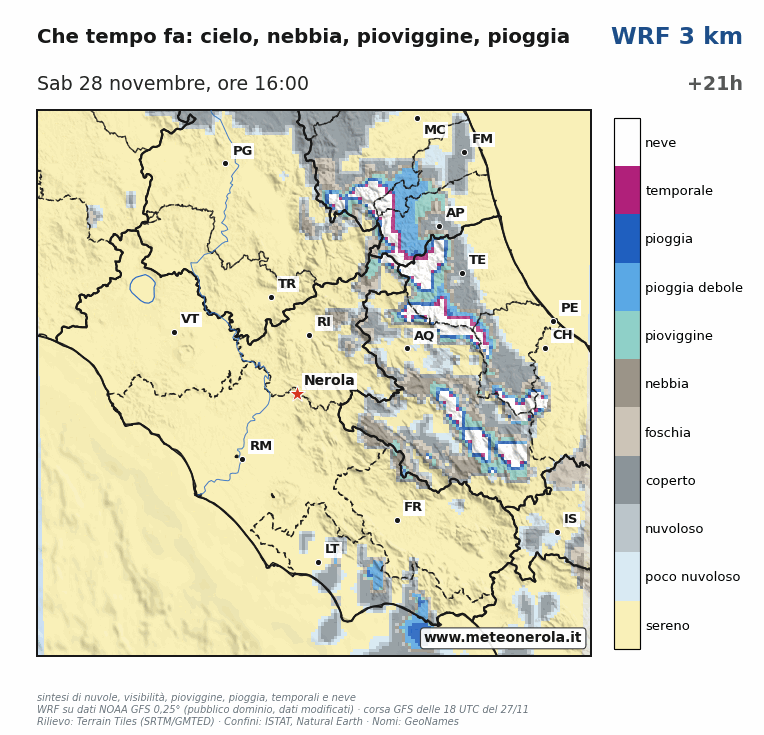 Che tempo fa: cielo, nebbia, pioviggine, pioggia
WRF 3 km
Sab 28 novembre, ore 16:00
+21h
MC
FM
PG
AP
TE
TR
PE
VT
RI
AQ
CH
Nerola
RM
FR
IS
LT
www.meteonerola.it
neve
temporale
pioggia
pioggia debole
pioviggine
nebbia
foschia
coperto
nuvoloso
poco nuvoloso
sereno
sintesi di nuvole, visibilità, pioviggine, pioggia, temporali e neve
WRF su dati NOAA GFS 0,25° (pubblico dominio, dati modificati) · corsa GFS delle 18 UTC del 27/11
Rilievo: Terrain Tiles (SRTM/GMTED) · Confini: ISTAT, Natural Earth · Nomi: GeoNames